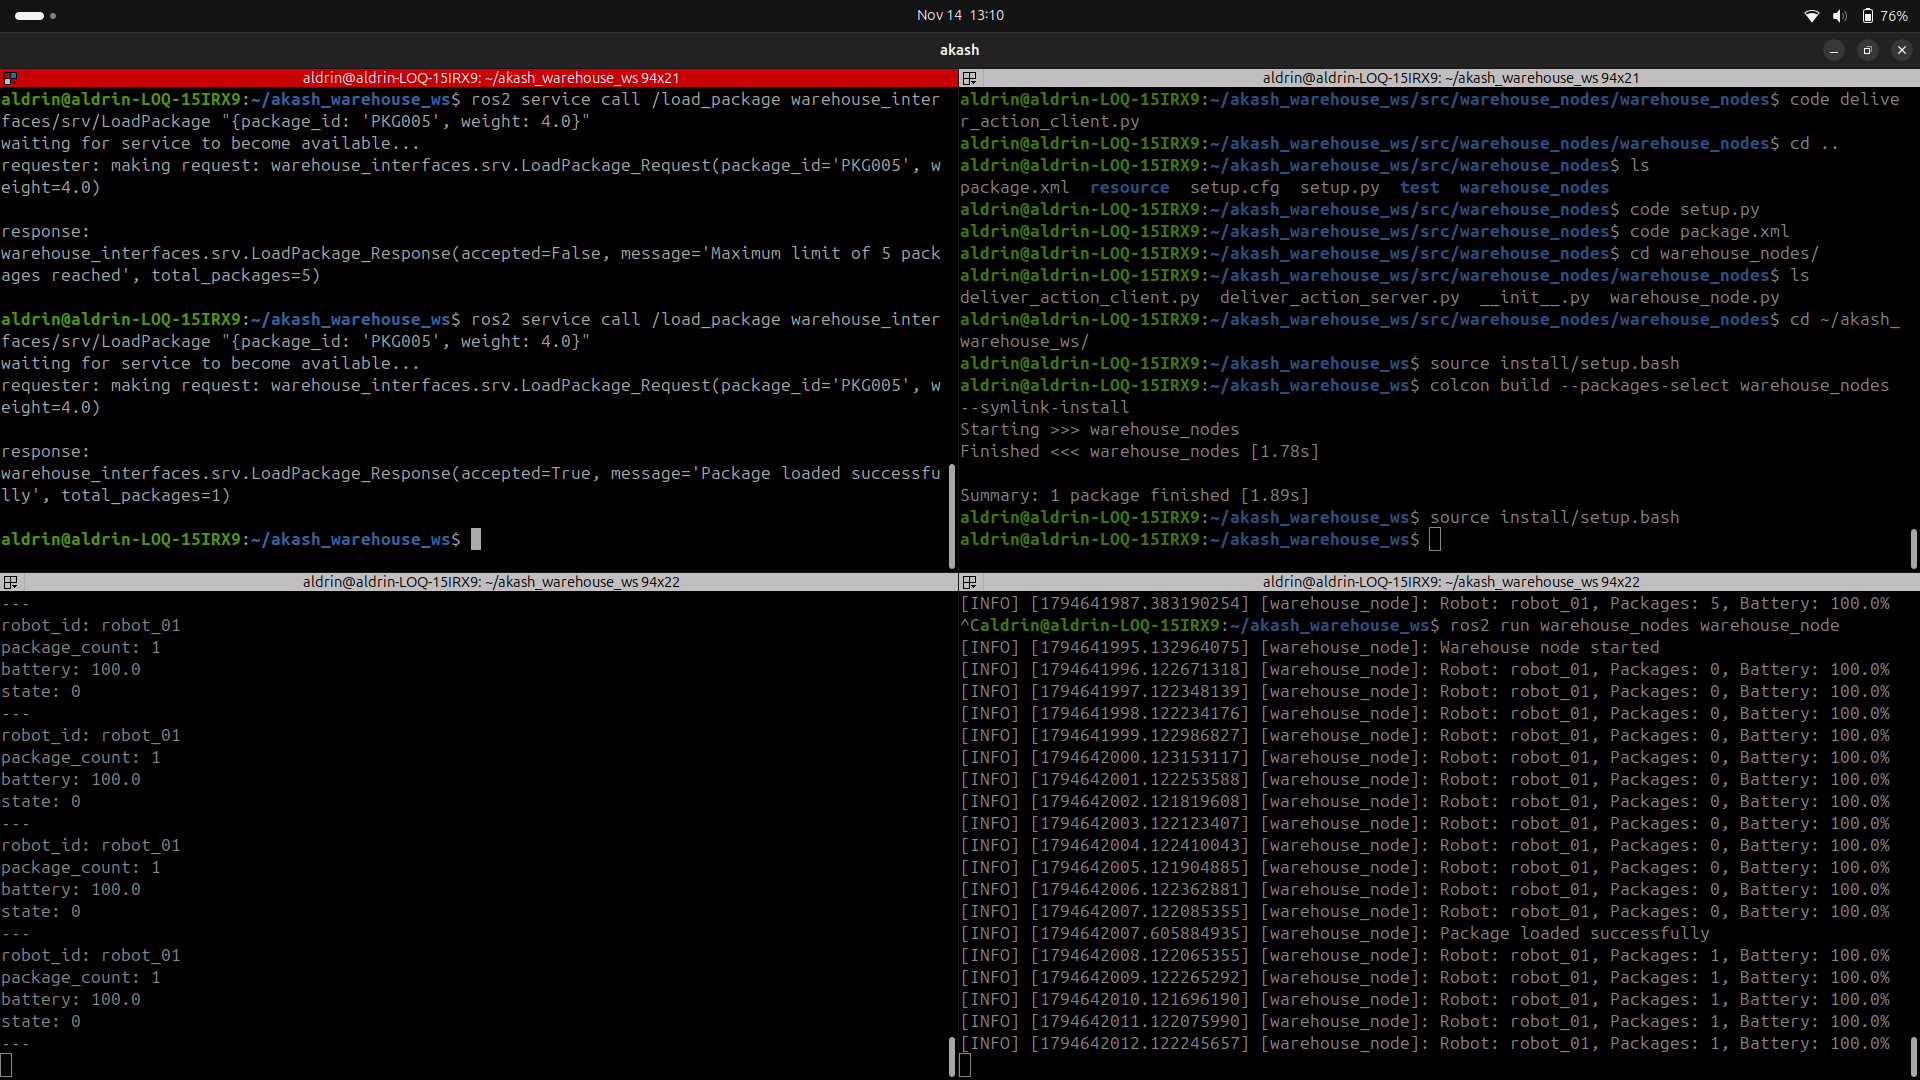 Nov 14 13:10
76%
akash
aldrin@aldrin-LOQ-15IRX9: ~/akash_warehouse_ws 94x21
aldrin@aldrin-LOQ-15IRX9:~/akash_warehouse_ws$ ros2 service call /load_package warehouse_inter
faces/srv/LoadPackage "{package_id: 'PKG005', weight: 4.0}"
waiting for service to become available...
requester: making request: warehouse_interfaces.srv.LoadPackage_Request(package_id='PKG005', w
eight=4.0)
response:
warehouse_interfaces.srv.LoadPackage_Response(accepted=False, message='Maximum limit of 5 pack
ages reached', total_packages=5)
aldrin@aldrin-LOQ-15IRX9:~/akash_warehouse_ws$ ros2 service call /load_package warehouse_inter
faces/srv/LoadPackage "{package_id: 'PKG005', weight: 4.0}"
waiting for service to become available...
requester: making request: warehouse_interfaces.srv.LoadPackage_Request(package_id='PKG005', w
eight=4.0)
response:
warehouse_interfaces.srv.LoadPackage_Response(accepted=True, message='Package loaded successfu
lly', total_packages=1)
aldrin@aldrin-LOQ-15IRX9:~/akash_warehouse_ws$
aldrin@aldrin-LOQ-15IRX9: ~/akash_warehouse_ws 94x21
aldrin@aldrin-LOQ-15IRX9:~/akash_warehouse_ws/src/warehouse_nodes/warehouse_nodes$ code delive
r_action_client.py
aldrin@aldrin-LOQ-15IRX9:~/akash_warehouse_ws/src/warehouse_nodes/warehouse_nodes$ cd ..
aldrin@aldrin-LOQ-15IRX9:~/akash_warehouse_ws/src/warehouse_nodes$ ls
package.xml  resource  setup.cfg  setup.py  test  warehouse_nodes
aldrin@aldrin-LOQ-15IRX9:~/akash_warehouse_ws/src/warehouse_nodes$ code setup.py
aldrin@aldrin-LOQ-15IRX9:~/akash_warehouse_ws/src/warehouse_nodes$ code package.xml
aldrin@aldrin-LOQ-15IRX9:~/akash_warehouse_ws/src/warehouse_nodes$ cd warehouse_nodes/
aldrin@aldrin-LOQ-15IRX9:~/akash_warehouse_ws/src/warehouse_nodes/warehouse_nodes$ ls
deliver_action_client.py  deliver_action_server.py  __init__.py  warehouse_node.py
aldrin@aldrin-LOQ-15IRX9:~/akash_warehouse_ws/src/warehouse_nodes/warehouse_nodes$ cd ~/akash_
warehouse_ws/
aldrin@aldrin-LOQ-15IRX9:~/akash_warehouse_ws$ source install/setup.bash
aldrin@aldrin-LOQ-15IRX9:~/akash_warehouse_ws$ colcon build --packages-select warehouse_nodes
--symlink-install
Starting >>> warehouse_nodes
Finished <<< warehouse_nodes [1.78s]
Summary: 1 package finished [1.89s]
aldrin@aldrin-LOQ-15IRX9:~/akash_warehouse_ws$ source install/setup.bash
aldrin@aldrin-LOQ-15IRX9:~/akash_warehouse_ws$
aldrin@aldrin-LOQ-15IRX9: ~/akash_warehouse_ws 94x22
---
robot_id: robot_01
package_count: 1
battery: 100.0
state: 0
---
robot_id: robot_01
package_count: 1
battery: 100.0
state: 0
---
robot_id: robot_01
package_count: 1
battery: 100.0
state: 0
---
robot_id: robot_01
package_count: 1
battery: 100.0
state: 0
---
aldrin@aldrin-LOQ-15IRX9: ~/akash_warehouse_ws 94x22
[INFO] [1794641987.383190254] [warehouse_node]: Robot: robot_01, Packages: 5, Battery: 100.0%
^Caldrin@aldrin-LOQ-15IRX9:~/akash_warehouse_ws$ ros2 run warehouse_nodes warehouse_node
[INFO] [1794641995.132964075] [warehouse_node]: Warehouse node started
[INFO] [1794641996.122671318] [warehouse_node]: Robot: robot_01, Packages: 0, Battery: 100.0%
[INFO] [1794641997.122348139] [warehouse_node]: Robot: robot_01, Packages: 0, Battery: 100.0%
[INFO] [1794641998.122234176] [warehouse_node]: Robot: robot_01, Packages: 0, Battery: 100.0%
[INFO] [1794641999.122986827] [warehouse_node]: Robot: robot_01, Packages: 0, Battery: 100.0%
[INFO] [1794642000.123153117] [warehouse_node]: Robot: robot_01, Packages: 0, Battery: 100.0%
[INFO] [1794642001.122253588] [warehouse_node]: Robot: robot_01, Packages: 0, Battery: 100.0%
[INFO] [1794642002.121819608] [warehouse_node]: Robot: robot_01, Packages: 0, Battery: 100.0%
[INFO] [1794642003.122123407] [warehouse_node]: Robot: robot_01, Packages: 0, Battery: 100.0%
[INFO] [1794642004.122410043] [warehouse_node]: Robot: robot_01, Packages: 0, Battery: 100.0%
[INFO] [1794642005.121904885] [warehouse_node]: Robot: robot_01, Packages: 0, Battery: 100.0%
[INFO] [1794642006.122362881] [warehouse_node]: Robot: robot_01, Packages: 0, Battery: 100.0%
[INFO] [1794642007.122085355] [warehouse_node]: Robot: robot_01, Packages: 0, Battery: 100.0%
[INFO] [1794642007.605884935] [warehouse_node]: Package loaded successfully
[INFO] [1794642008.122065355] [warehouse_node]: Robot: robot_01, Packages: 1, Battery: 100.0%
[INFO] [1794642009.122265292] [warehouse_node]: Robot: robot_01, Packages: 1, Battery: 100.0%
[INFO] [1794642010.121696190] [warehouse_node]: Robot: robot_01, Packages: 1, Battery: 100.0%
[INFO] [1794642011.122075990] [warehouse_node]: Robot: robot_01, Packages: 1, Battery: 100.0%
[INFO] [1794642012.122245657] [warehouse_node]: Robot: robot_01, Packages: 1, Battery: 100.0%